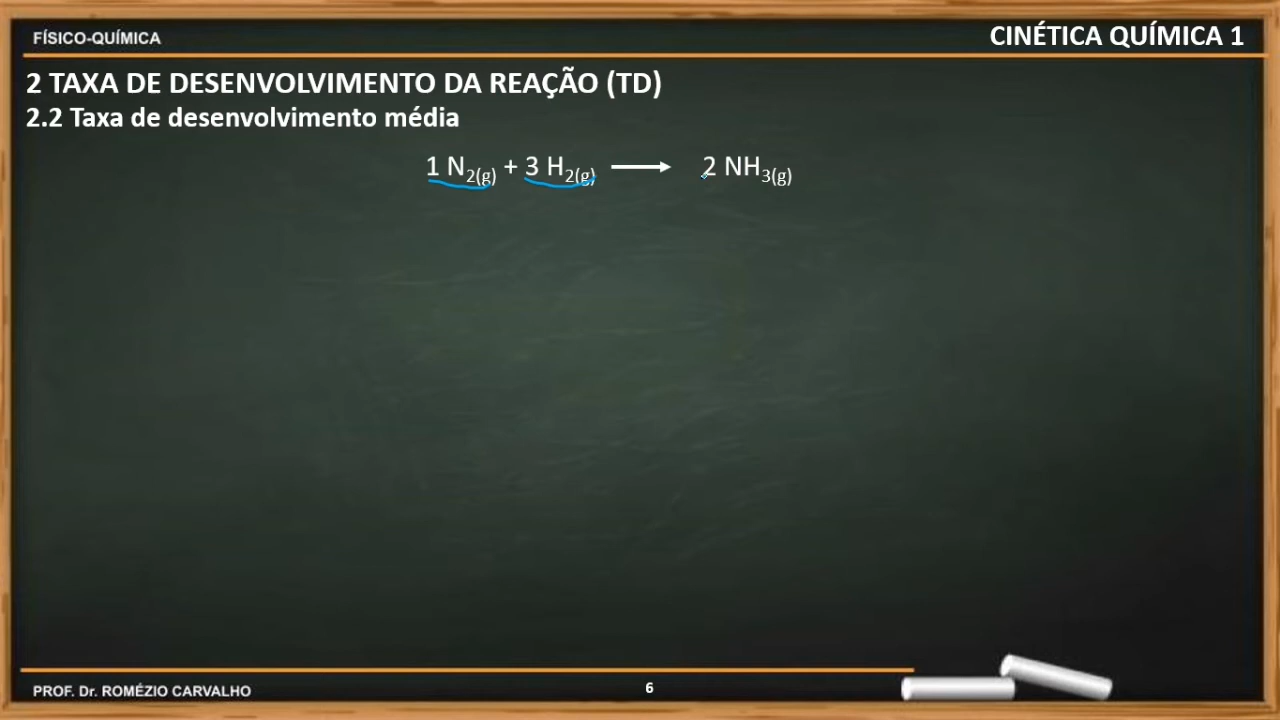 FÍSICO-QUÍMICA
CINÉTICA QUÍMICA 1
2 TAXA DE DESENVOLVIMENTO DA REAÇÃO (TD)
2.2 Taxa de desenvolvimento média
1 N2(g) + 3 H2(g) ⟶ 2 NH3(g)
PROF. Dr. ROMÉZIO CARVALHO
6